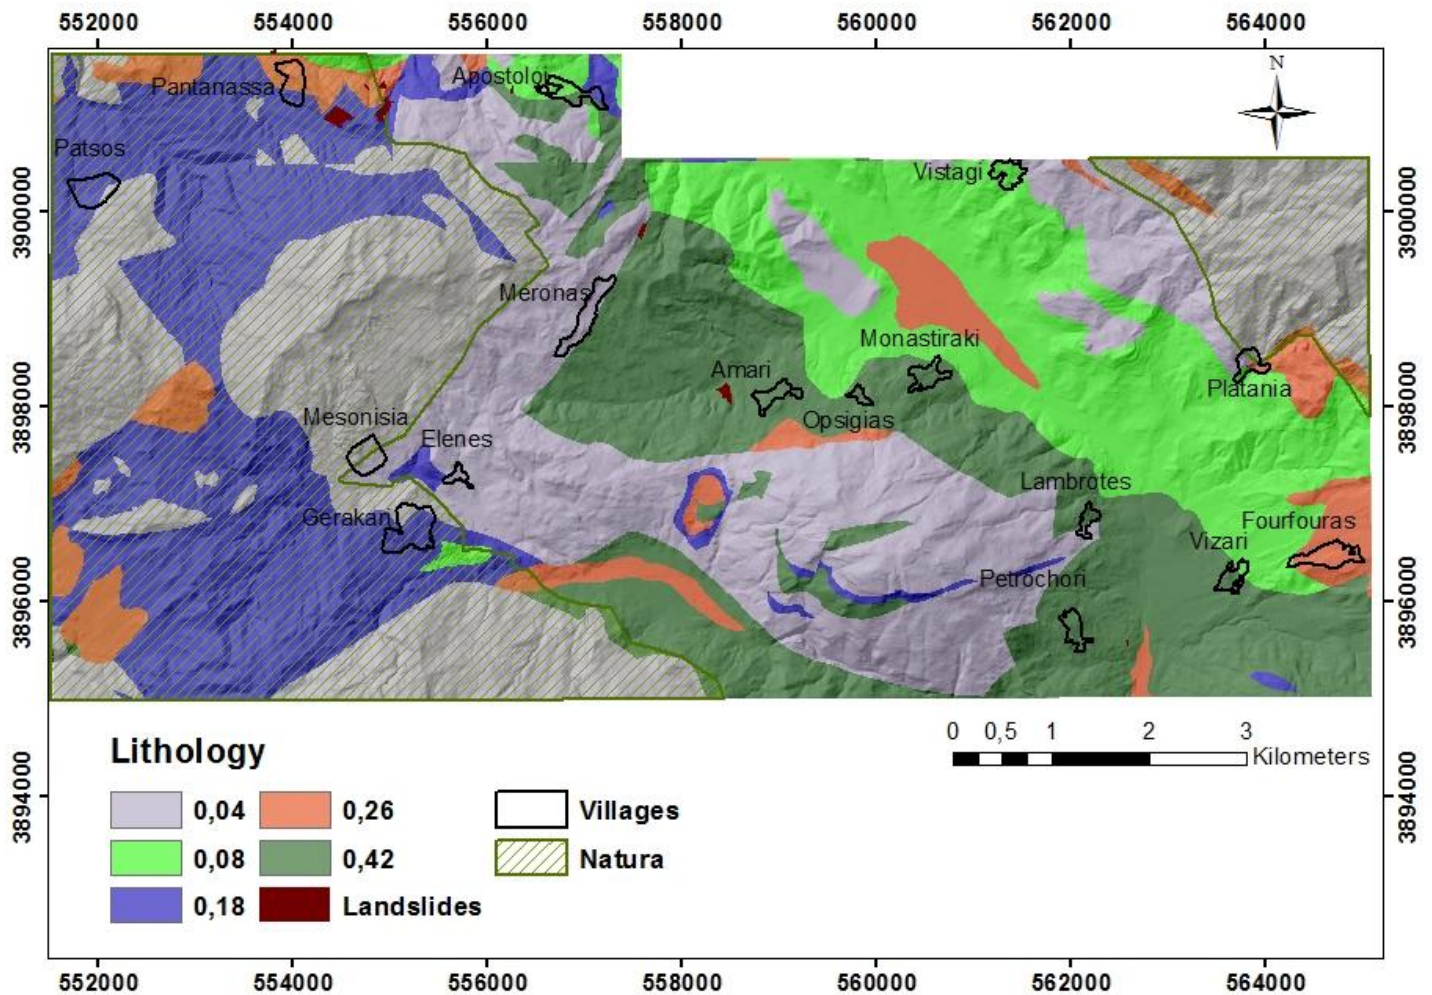 552000 554000 556000 558000 560000 562000 564000
N
Pantanassa
Apostoloi
Patsos
Vistagi
3900000
3900000
Meronas
Monastiraki
Amari
Platania
3898000
3898000
Mesonisia
Opsigias
Elenes
Lambrotes
Gerakari
Fourfouras
Vizari
Petrochori
3896000
3896000
0 0,5 1 2 3
Kilometers
Lithology
3894000
3894000
0,04 0,26 Villages
0,08 0,42 Natura
0,18 Landslides
552000 554000 556000 558000 560000 562000 564000